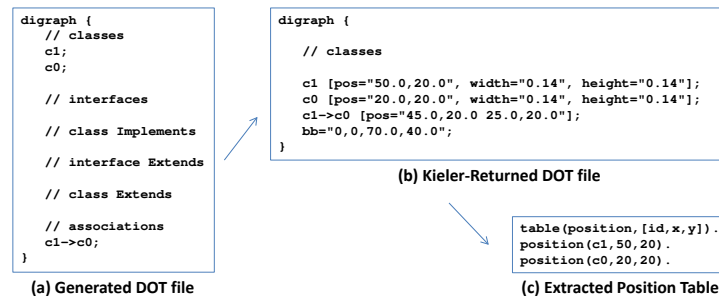 digraph {
// classes
c1;
c0;
// interfaces
// class Implements
// interface Extends
// class Extends
// associations
c1->c0;
}
(a) Generated DOT file
digraph {
// classes
c1 [pos="50.0,20.0", width="0.14", height="0.14"];
c0 [pos="20.0,20.0", width="0.14", height="0.14"];
c1->c0 [pos="45.0,20.0 25.0,20.0"];
bb="0,0,70.0,40.0";
}
(b) Kieler-Returned DOT file
table(position,[id,x,y]).
position(c1,50,20).
position(c0,20,20).
(c) Extracted Position Table